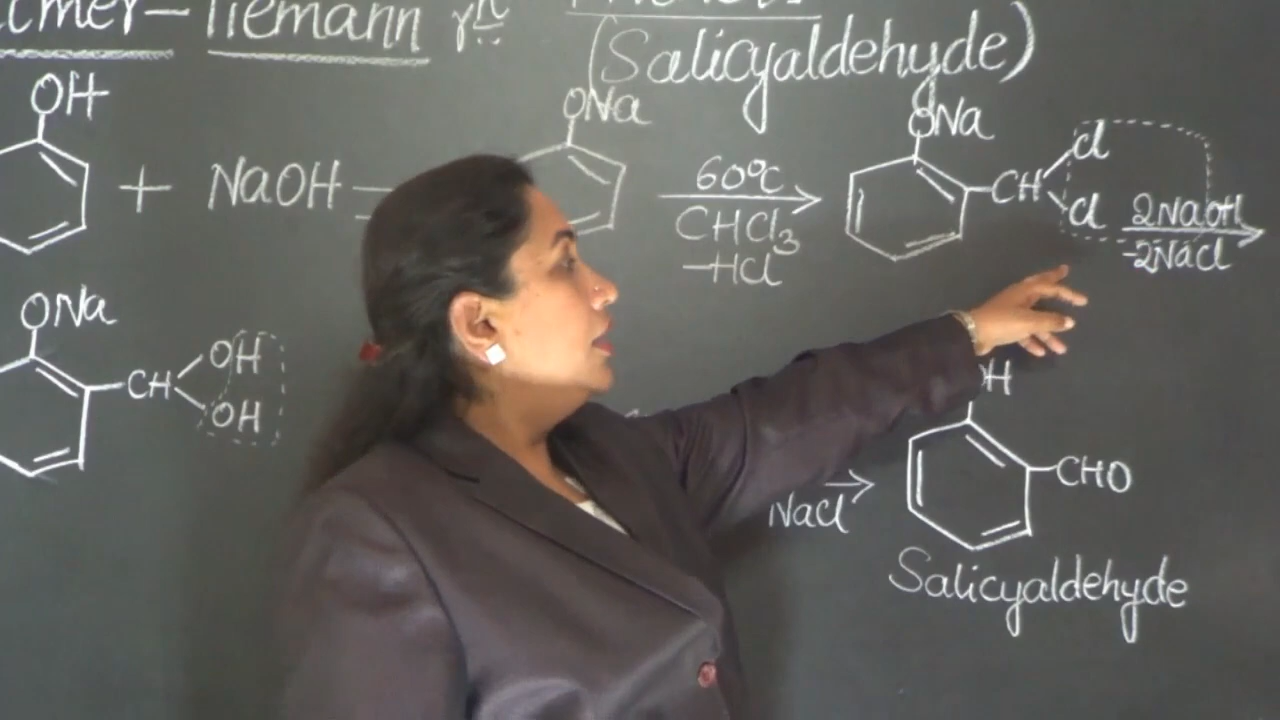 Tiemann rⁿ
(Salicyaldehyde)
OH + NaOH
ONa
60°C
CHCl₃
-HCl
ONa
CH
Cl
Cl
2NaOH
-2NaCl
ONa
CH
OH
OH
NaCl
CHO
Salicyaldehyde